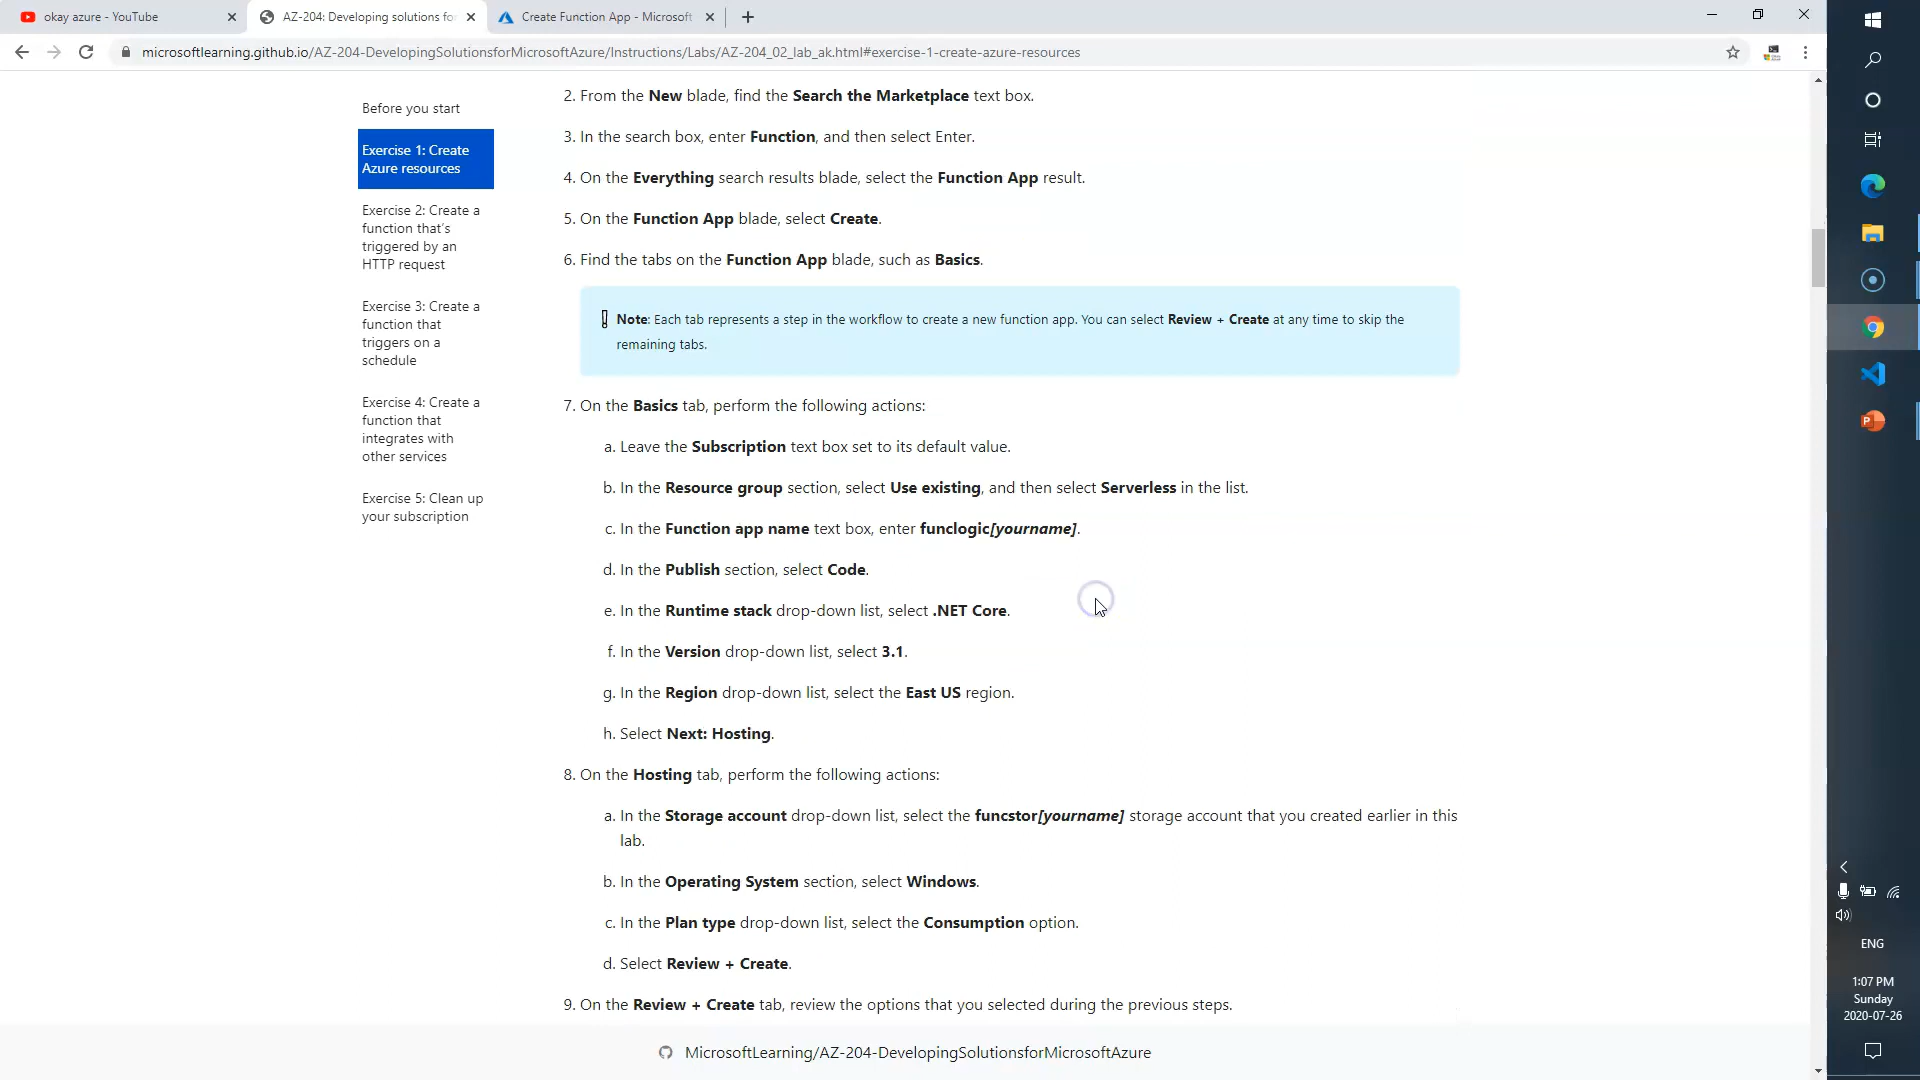 okay azure - YouTube
AZ-204: Developing solutions for
Create Function App - Microsoft
microsoftlearning.github.io/AZ-204-DevelopingSolutionsforMicrosoftAzure/Instructions/Labs/AZ-204_02_lab_ak.html#exercise-1-create-azure-resources
Before you start
Exercise 1: Create
Azure resources
Exercise 2: Create a
function that's
triggered by an
HTTP request
Exercise 3: Create a
function that
triggers on a
schedule
Exercise 4: Create a
function that
integrates with
other services
Exercise 5: Clean up
your subscription
2. From the New blade, find the Search the Marketplace text box.
3. In the search box, enter Function, and then select Enter.
4. On the Everything search results blade, select the Function App result.
5. On the Function App blade, select Create.
6. Find the tabs on the Function App blade, such as Basics.
Note: Each tab represents a step in the workflow to create a new function app. You can select Review + Create at any time to skip the
remaining tabs.
7. On the Basics tab, perform the following actions:
a. Leave the Subscription text box set to its default value.
b. In the Resource group section, select Use existing, and then select Serverless in the list.
c. In the Function app name text box, enter funclogic[yourname].
d. In the Publish section, select Code.
e. In the Runtime stack drop-down list, select .NET Core.
f. In the Version drop-down list, select 3.1.
g. In the Region drop-down list, select the East US region.
h. Select Next: Hosting.
8. On the Hosting tab, perform the following actions:
a. In the Storage account drop-down list, select the funcstor[yourname] storage account that you created earlier in this
lab.
b. In the Operating System section, select Windows.
c. In the Plan type drop-down list, select the Consumption option.
d. Select Review + Create.
9. On the Review + Create tab, review the options that you selected during the previous steps.
MicrosoftLearning/AZ-204-DevelopingSolutionsforMicrosoftAzure
ENG
1:07 PM
Sunday
2020-07-26